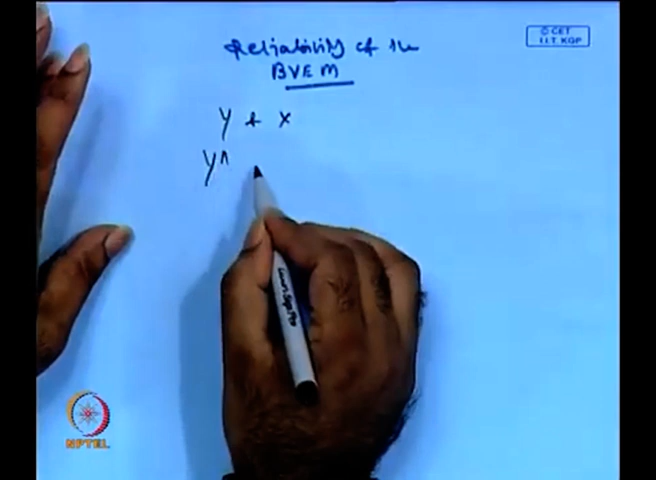 Reliability of the
BVEM
© CET
I.I.T. KGP
y & x
y^
NPTEL